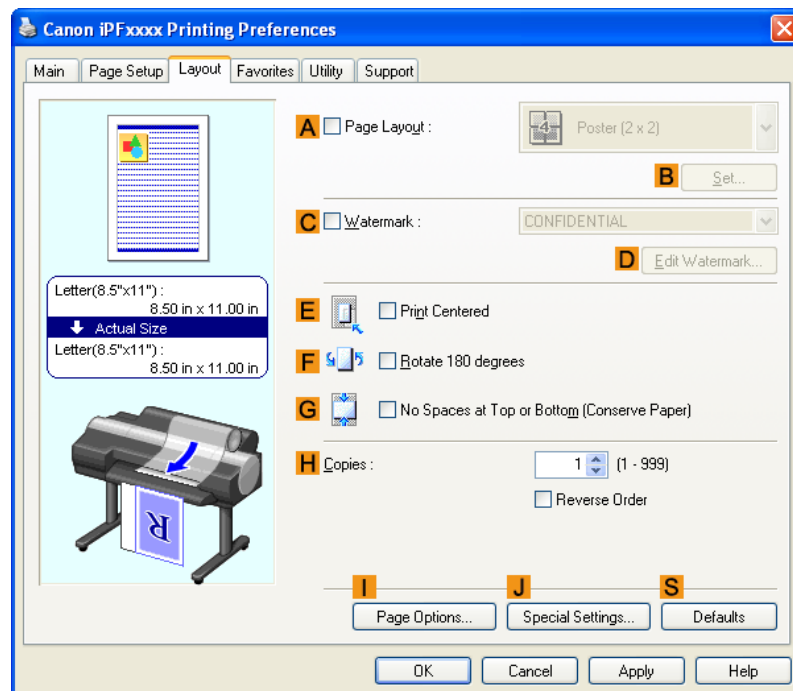 Canon iPFxxxx Printing Preferences
Main Page Setup Layout Favorites Utility Support
A Page Layout : 4 Poster (2 x 2)
B Set...
C Watermark : CONFIDENTIAL
D Edit Watermark...
Letter(8.5"x11") :
8.50 in x 11.00 in
Actual Size
Letter(8.5"x11") :
8.50 in x 11.00 in
E Print Centered
F Rotate 180 degrees
G No Spaces at Top or Bottom (Conserve Paper)
H Copies : 1 (1 - 999)
Reverse Order
R
I J S
Page Options... Special Settings... Defaults
OK Cancel Apply Help